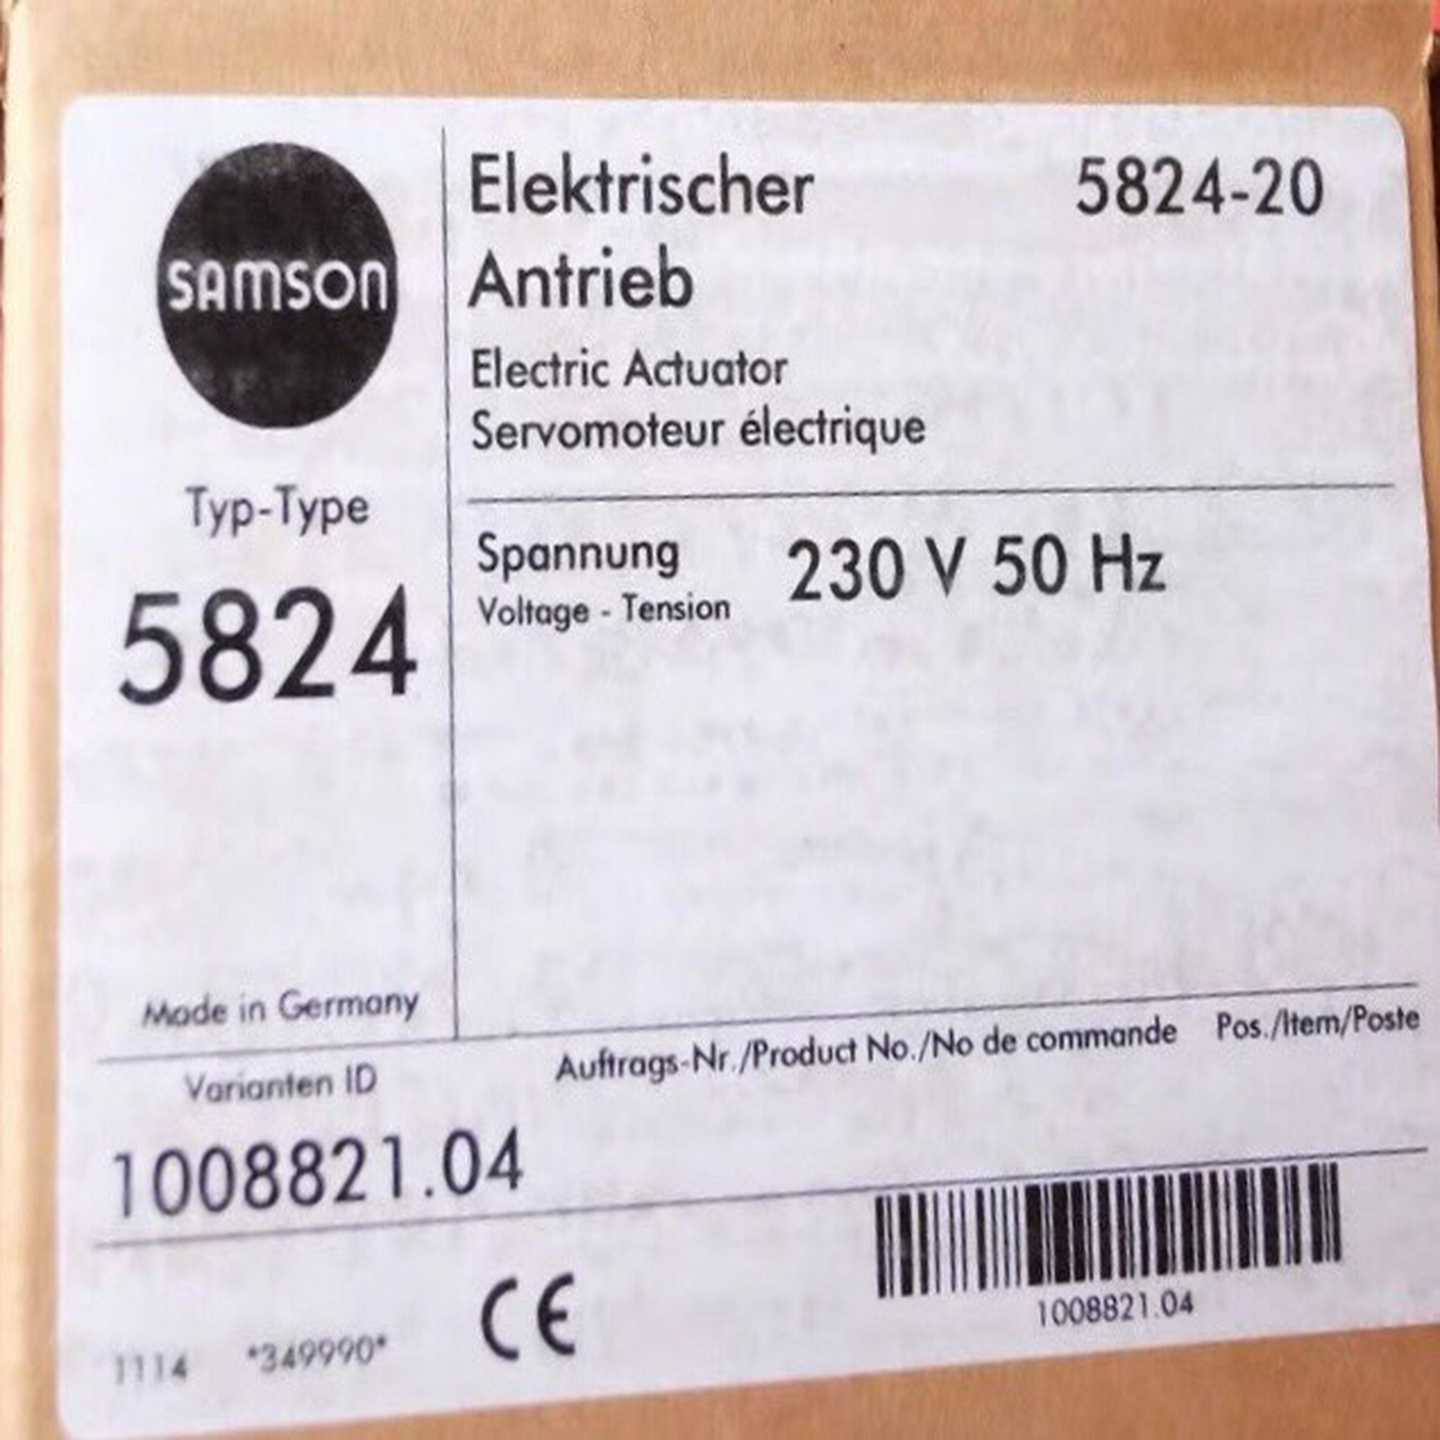 SAMSON
Typ-Type
5824
Made in Germany
Elektrischer 5824-20
Antrieb
Electric Actuator
Servomoteur électrique
Spannung 230 V 50 Hz
Voltage - Tension
Varianten ID
1008821.04
Auftrags-Nr./Product No./No de commande Pos./Item/Poste
1114 *349990*
CE
1008821.04